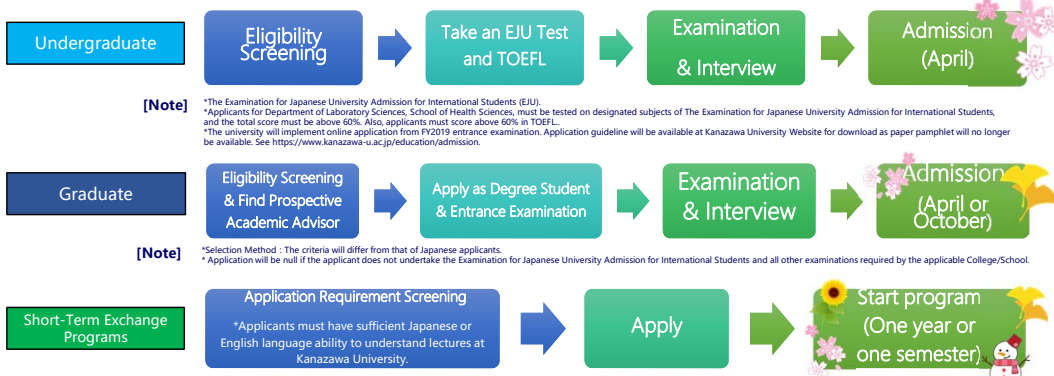 Undergraduate
Eligibility
Screening
Take an EJU Test
and TOEFL
Examination
& Interview
Admission
(April)
[Note]
*The Examination for Japanese University Admission for International Students (EJU).
*Applicants for Department of Laboratory Sciences, School of Health Sciences, must be tested on designated subjects of The Examination for Japanese University Admission for International Students,
and the total score must be above 60%. Also, applicants must score above 60% in TOEFL..
*The university will implement online application from FY2019 entrance examination. Application guideline will be available at Kanazawa University Website for download as paper pamphlet will no longer
be available. See https://www.kanazawa-u.ac.jp/education/admission.
Graduate
Eligibility Screening
& Find Prospective
Academic Advisor
Apply as Degree Student
& Entrance Examination
Examination
& Interview
Admission
(April or
October)
[Note]
*Selection Method : The criteria will differ from that of Japanese applicants.
* Application will be null if the applicant does not undertake the Examination for Japanese University Admission for International Students and all other examinations required by the applicable College/School.
Short-Term Exchange
Programs
Application Requirement Screening
*Applicants must have sufficient Japanese or
English language ability to understand lectures at
Kanazawa University.
Apply
Start program
(One year or
one semester)